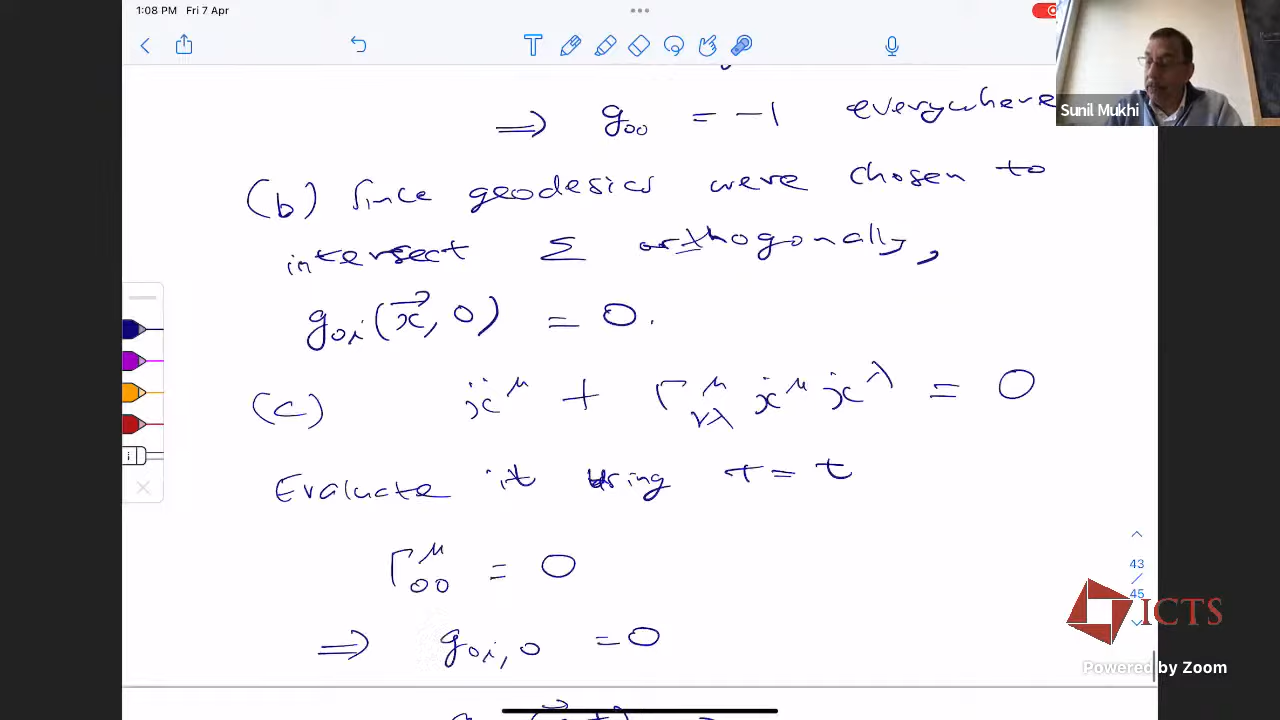 1:08 PM Fri 7 Apr
⟹ g₀₀ = -1 everywhere
Sunil Mukhi
(b) Since geodesics were chosen to
intersect Σ orthogonally,
g₀ᵢ(x⃗, 0) = 0.
(c) ẍ^μ + Γ^μ_νλ ẋ^μ ẋ^λ = 0
Evaluate it using τ = t
Γ^μ_00 = 0
43
/
45
ICTS
⟹ g₀ᵢ,₀ = 0
Powered by Zoom